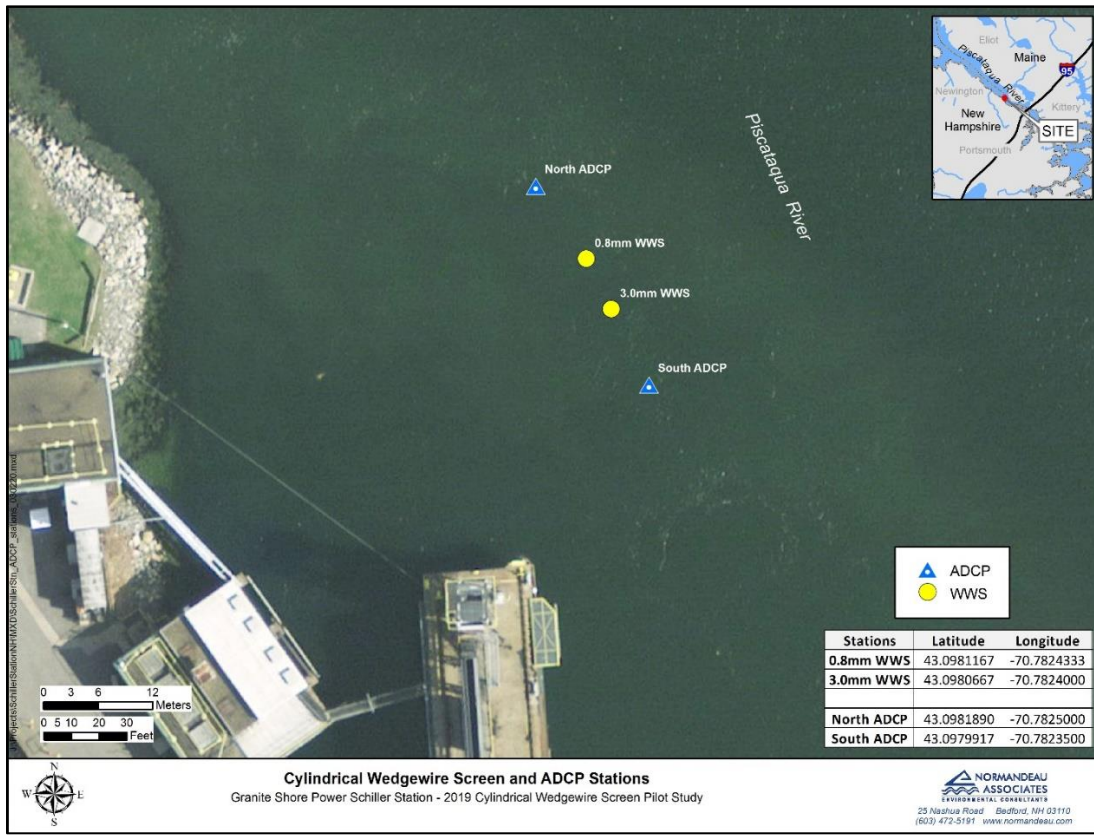 Eliot
Maine
Piscataqua River
95
Newington
Kittery
New
Hampshire
SITE
Portsmouth
Piscataqua River
North ADCP
0.8mm WWS
3.0mm WWS
South ADCP
ADCP
WWS
Stations Latitude Longitude
0.8mm WWS 43.0981167 -70.7824333
3.0mm WWS 43.0980667 -70.7824000
North ADCP 43.0981890 -70.7825000
South ADCP 43.0979917 -70.7823500
0 3 6 12
Meters
0 5 10 20 30
Feet
N
W E
S
Cylindrical Wedgewire Screen and ADCP Stations
Granite Shore Power Schiller Station - 2019 Cylindrical Wedgewire Screen Pilot Study
NORMANDEAU
ASSOCIATES
ENVIRONMENTAL CONSULTANTS
25 Nashua Road Bedford, NH 03110
(603) 472-5191 www.normandeau.com